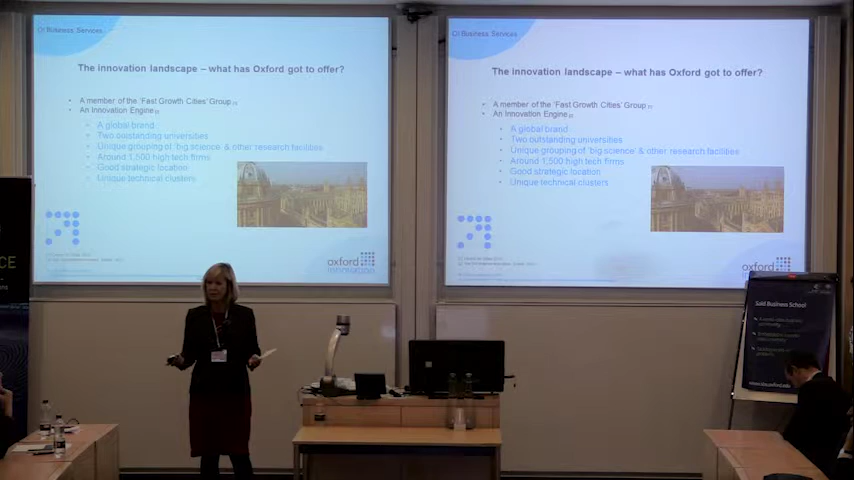 OI Business Services
The innovation landscape – what has Oxford got to offer?
• A member of the 'Fast Growth Cities' Group
• An Innovation Engine
• A global brand
• Two outstanding universities
• Unique grouping of 'big science' & other research facilities
• Around 1,500 high tech firms
• Good strategic location
• Unique technical clusters
oxford
innovation
OI Business Services
The innovation landscape – what has Oxford got to offer?
• A member of the 'Fast Growth Cities' Group
• An Innovation Engine
• A global brand
• Two outstanding universities
• Unique grouping of 'big science' & other research facilities
• Around 1,500 high tech firms
• Good strategic location
• Unique technical clusters
oxford
innovation
CE
Saïd Business School